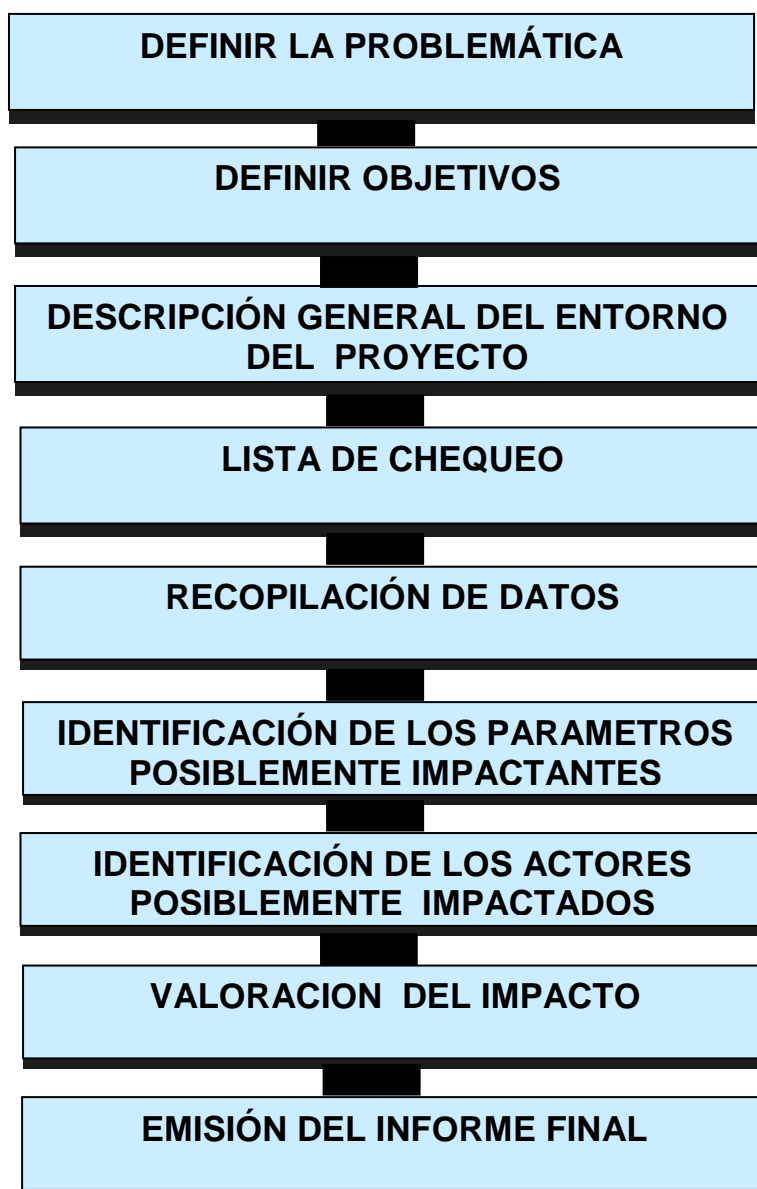 DEFINIR LA PROBLEMÁTICA
DEFINIR OBJETIVOS
DESCRIPCIÓN GENERAL DEL ENTORNO
DEL PROYECTO
LISTA DE CHEQUEO
RECOPILACIÓN DE DATOS
IDENTIFICACIÓN DE LOS PARAMETROS
POSIBLEMENTE IMPACTANTES
IDENTIFICACIÓN DE LOS ACTORES
POSIBLEMENTE IMPACTADOS
VALORACION DEL IMPACTO
EMISIÓN DEL INFORME FINAL